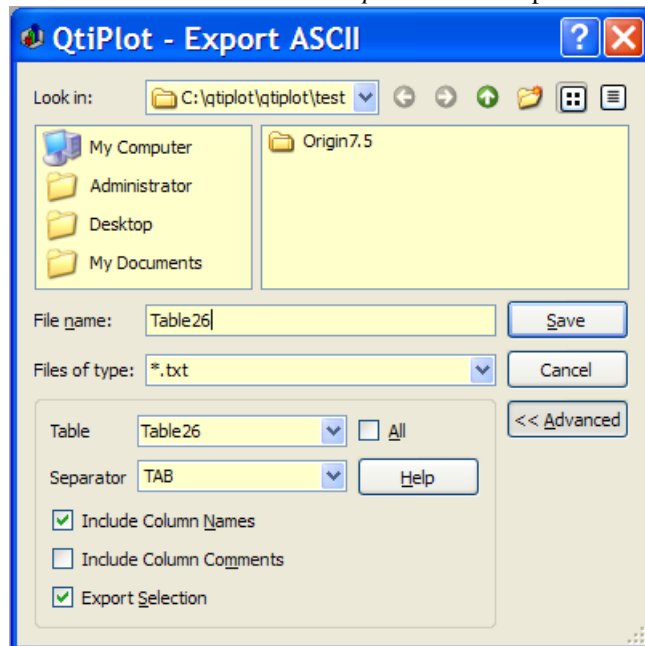 QtiPlot - Export ASCII
Look in: C:\qtiplot\qtiplot\test
My Computer
Administrator
Desktop
My Documents
Origin7.5
File name: Table26 Save
Files of type: *.txt Cancel
<< Advanced
Table Table26 All
Separator TAB Help
Include Column Names
Include Column Comments
Export Selection